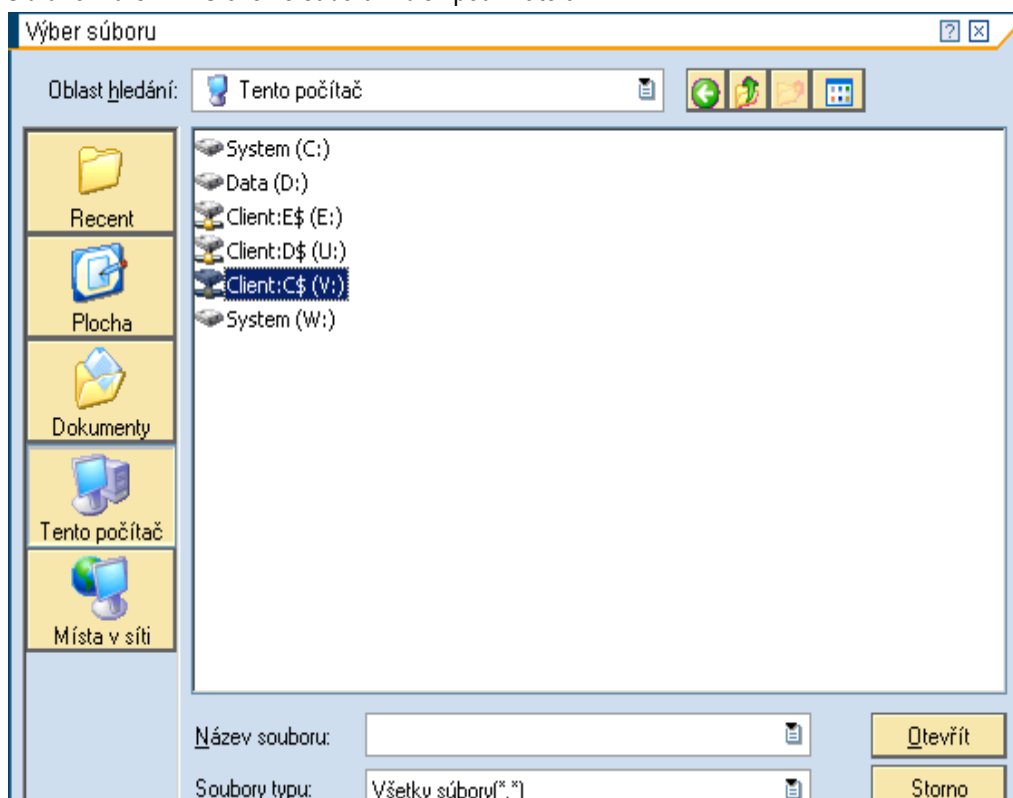 Výber súboru
Oblast hledání:
Tento počítač
System (C:)
Data (D:)
Client:E$ (E:)
Client:D$ (U:)
Client:C$ (V:)
System (W:)
Recent
Plocha
Dokumenty
Tento počítač
Místa v síti
Název souboru:
Otevřít
Soubory typu:
Všetky súbory(*.*)
Storno